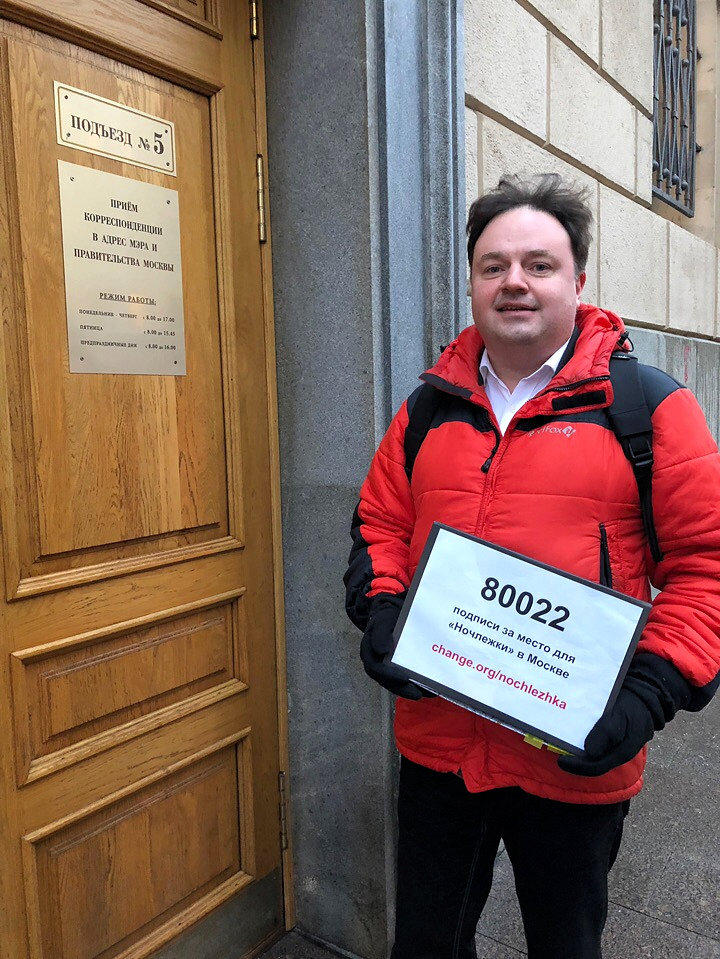 ПОДЪЕЗД № 5
ПРИЁМ
КОРРЕСПОНДЕНЦИИ
В АДРЕС МЭРА И
ПРАВИТЕЛЬСТВА МОСКВЫ
РЕЖИМ РАБОТЫ:
ПОНЕДЕЛЬНИК - ЧЕТВЕРГ с 8.00 до 17.00
ПЯТНИЦА с 8.00 до 15.45
ПРЕДПРАЗДНИЧНЫЕ ДНИ с 8.00 до 16.00
80022
подписи за место для
«Ночлежки» в Москве
change.org/nochlezhka